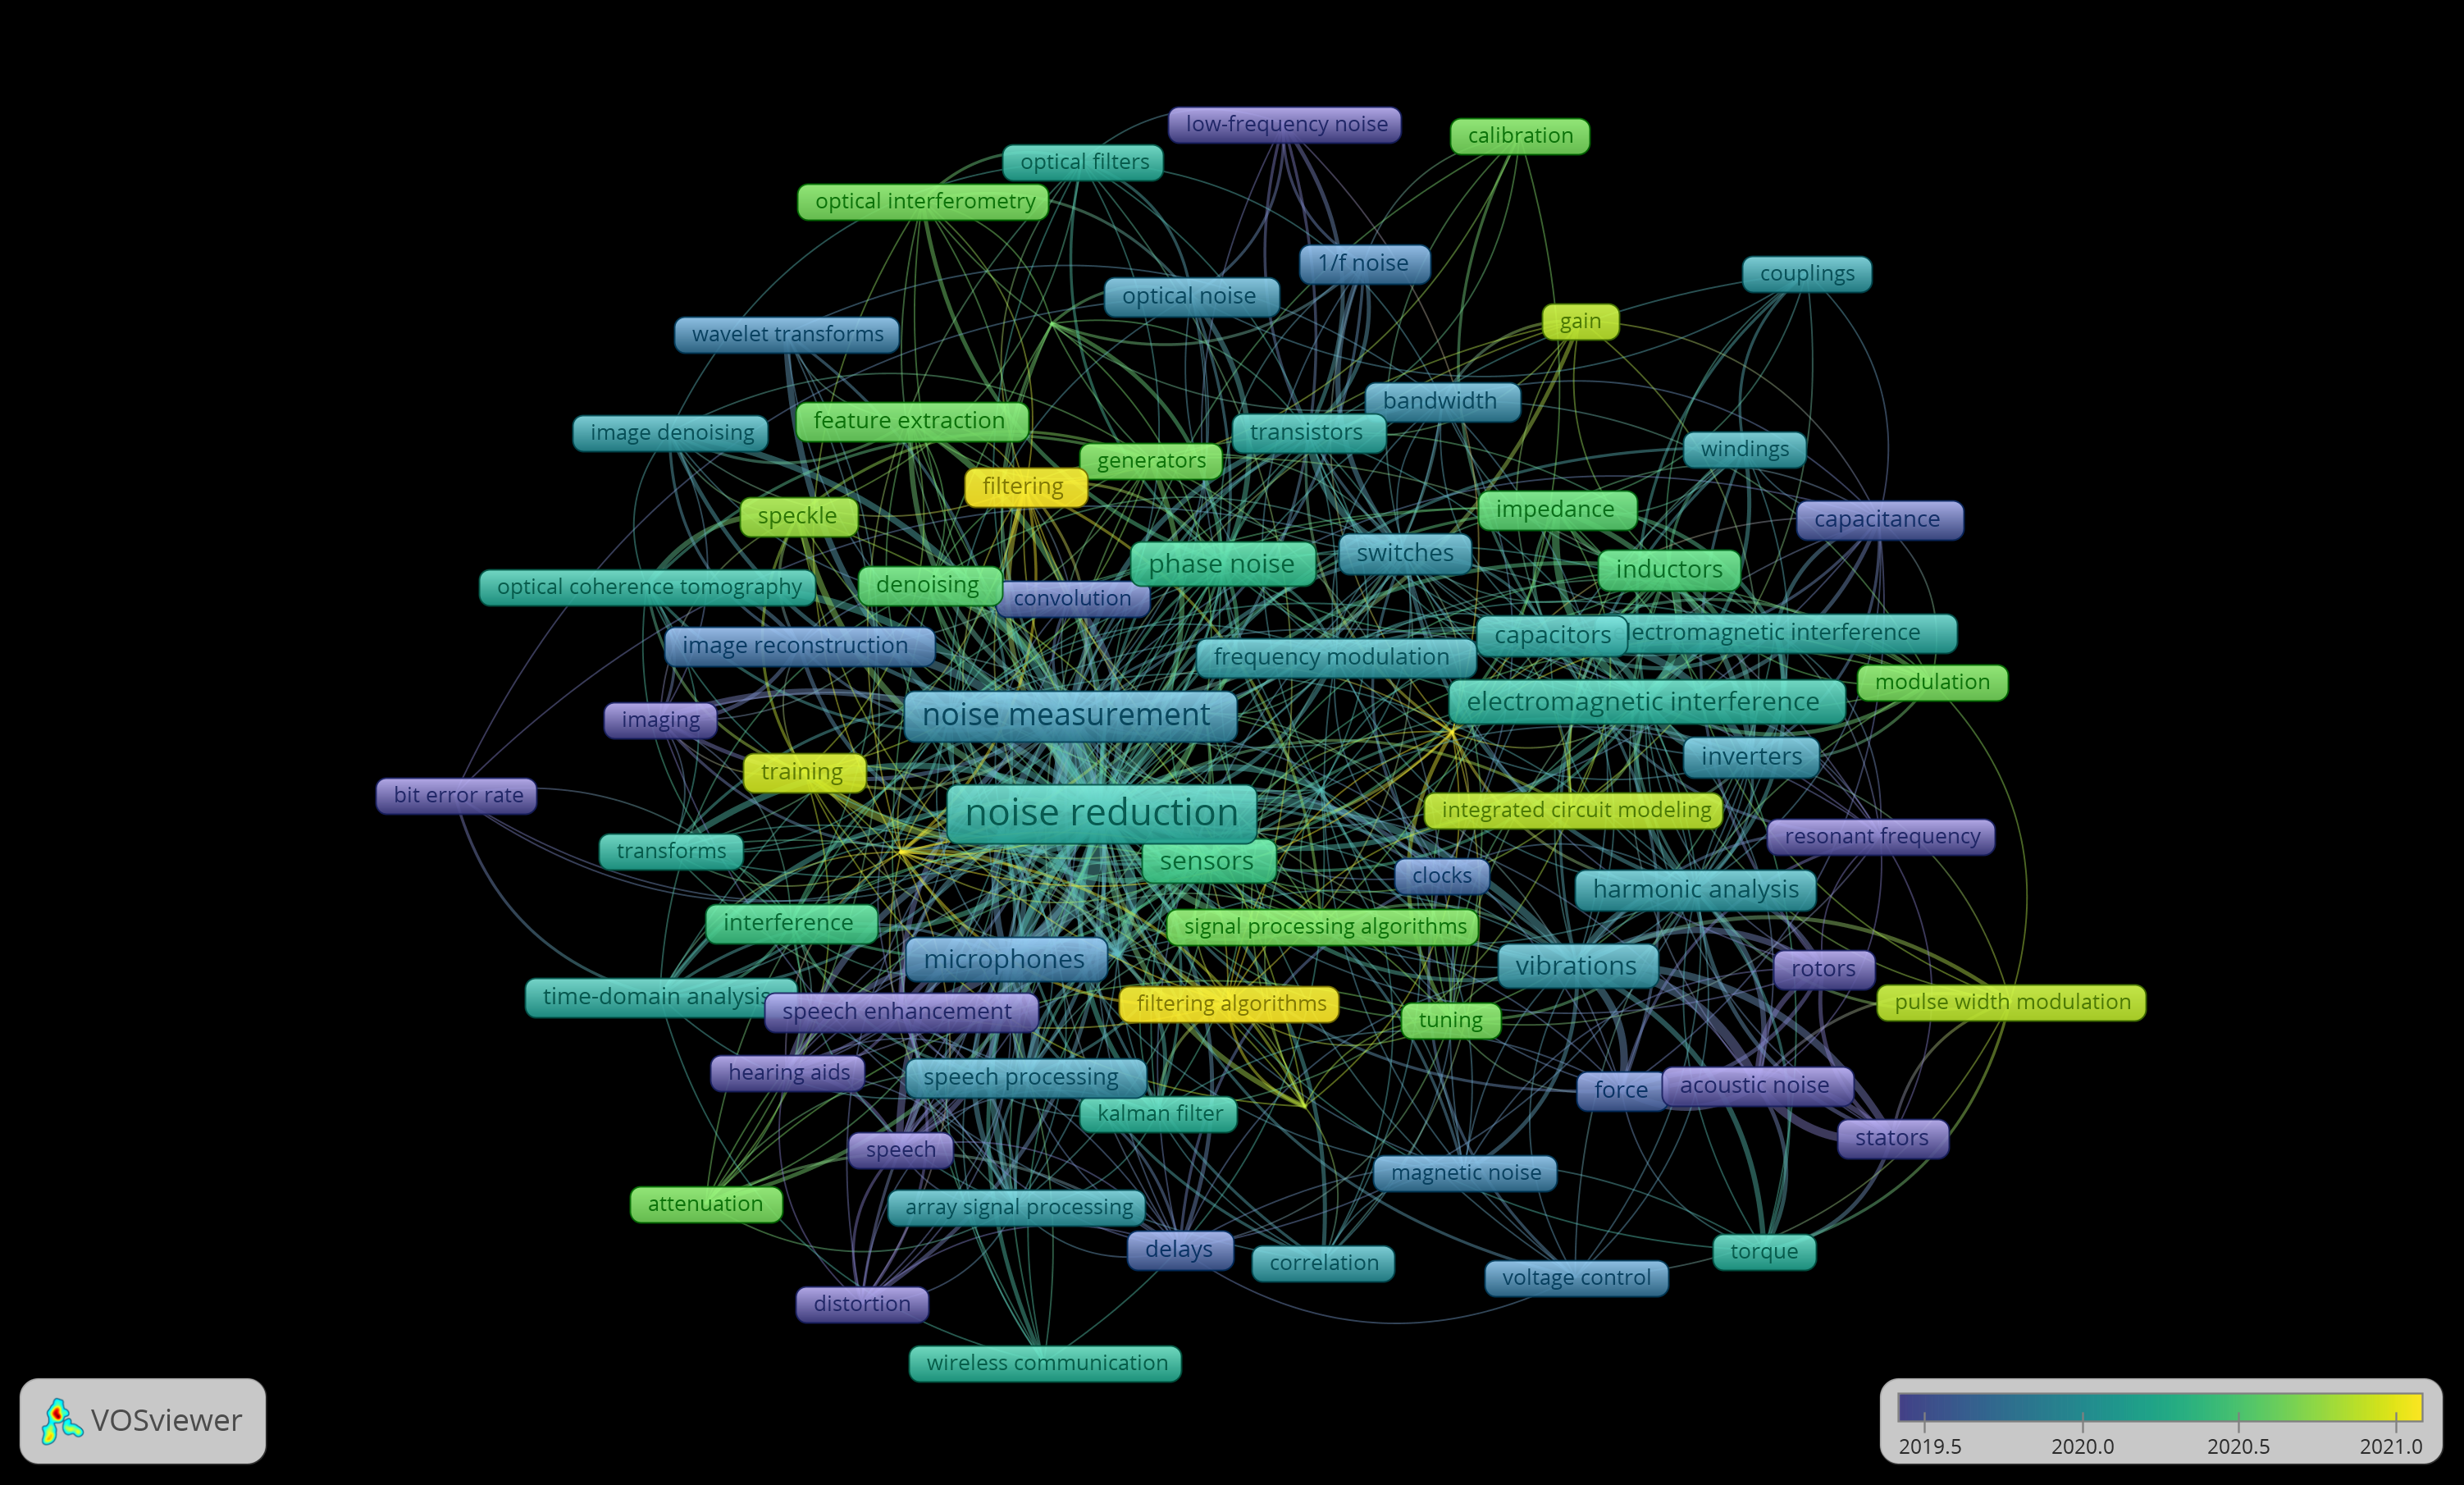 low-frequency noise
calibration
optical filters
optical interferometry
1/f noise
couplings
optical noise
gain
wavelet transforms
bandwidth
feature extraction
image denoising
transistors
windings
generators
filtering
speckle
impedance
capacitance
switches
phase noise
inductors
optical coherence tomography
denoising
convolution
capacitors
ectromagnetic interference
image reconstruction
frequency modulation
modulation
electromagnetic interference
noise measurement
imaging
inverters
training
bit error rate
noise reduction
integrated circuit modeling
resonant frequency
transforms
sensors
clocks
harmonic analysis
interference
signal processing algorithms
microphones
vibrations
rotors
time-domain analysis
filtering algorithms
pulse width modulation
speech enhancement
tuning
hearing aids
speech processing
force
acoustic noise
kalman filter
stators
speech
magnetic noise
attenuation
array signal processing
delays
torque
correlation
voltage control
distortion
wireless communication
VOSviewer
2019.5 2020.0 2020.5 2021.0